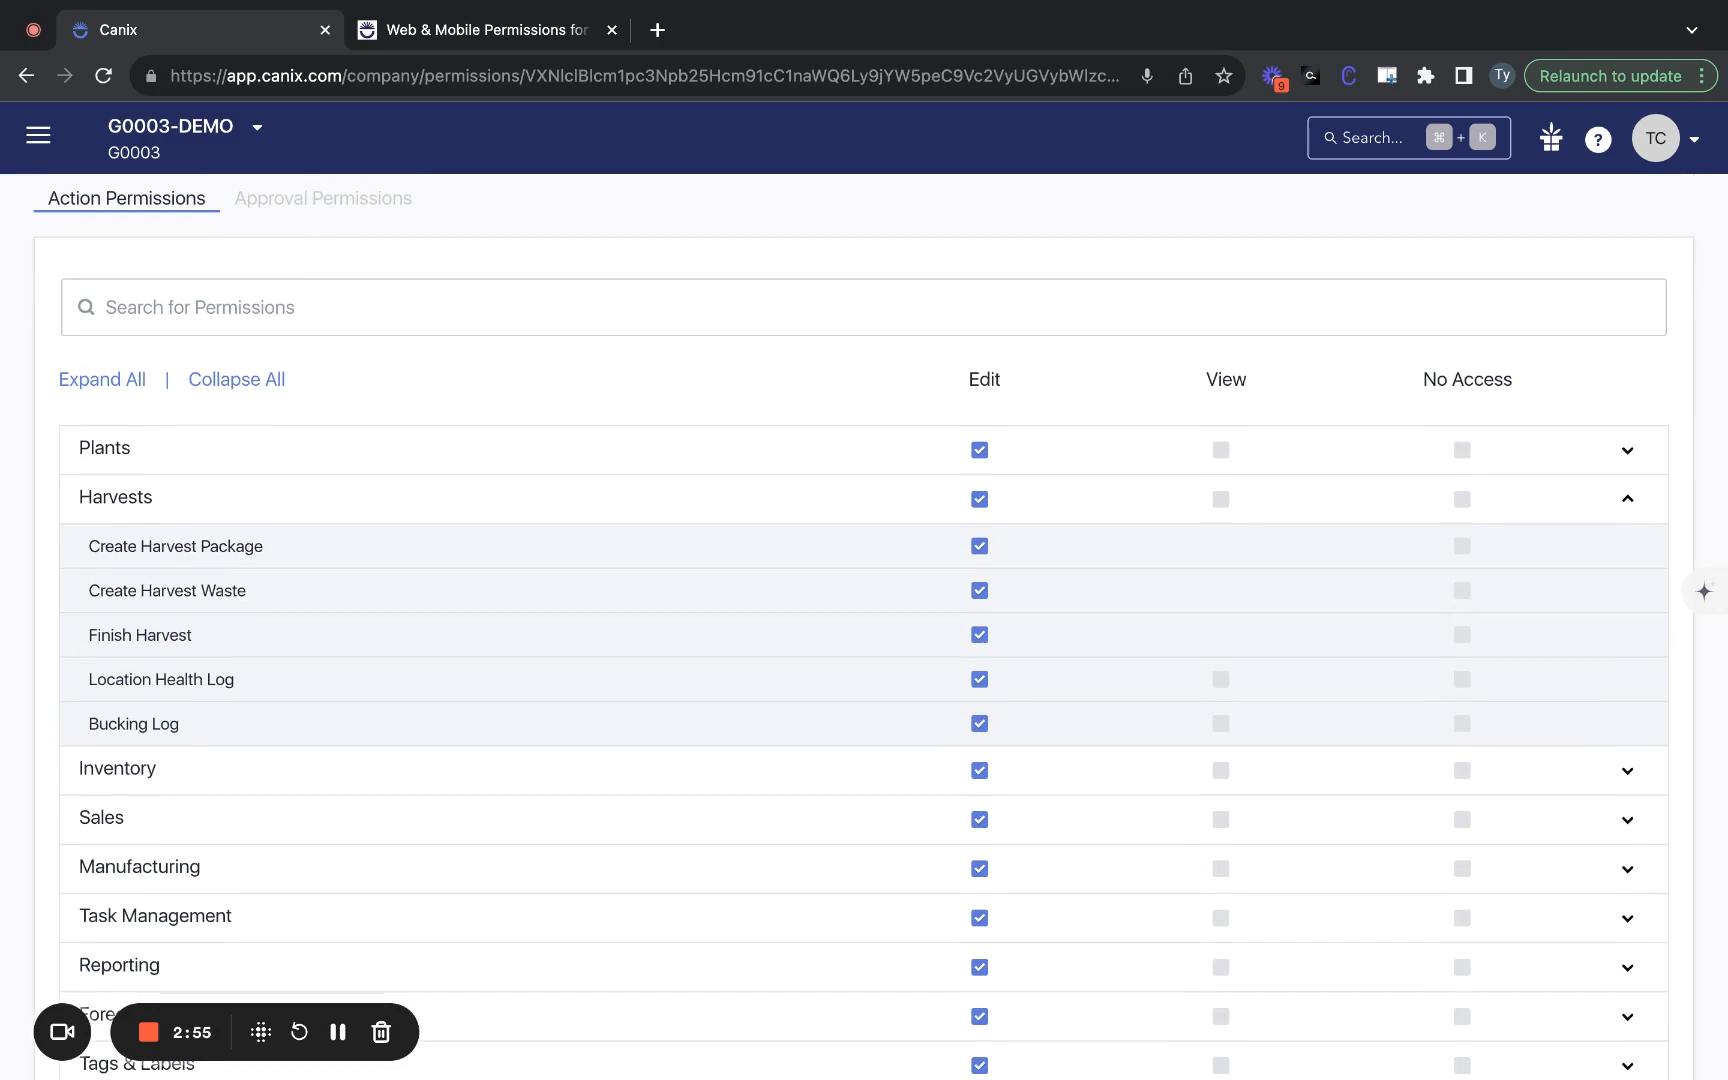 Canix
Web & Mobile Permissions for
https://app.canix.com/company/permissions/VXNlclBlcm1pc3Npb25Hcm91cC1naWQ6Ly9jYW5peC9Vc2VyUGVybWlzc...
9
Ty
Relaunch to update
G0003-DEMO
G0003
Search... ⌘ + K
?
TC
Action Permissions
Approval Permissions
Search for Permissions
Expand All | Collapse All
Edit
View
No Access
Plants
Harvests
Create Harvest Package
Create Harvest Waste
Finish Harvest
Location Health Log
Bucking Log
Inventory
Sales
Manufacturing
Task Management
Reporting
2:55
Tags & Labels